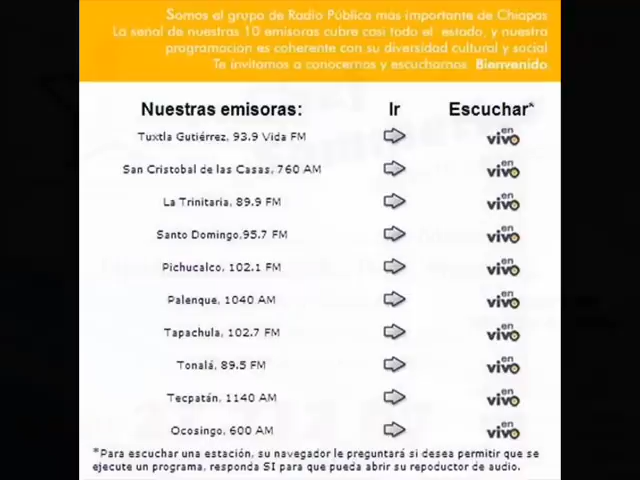 Somos el grupo de Radio Pública más importante de Chiapas
La señal de nuestras 10 emisoras cubre casi todo el estado, y nuestra
programación es coherente con su diversidad cultural y social
Te invitamos a conocernos y escucharnos. Bienvenido.
Nuestras emisoras: Ir Escuchar*
Tuxtla Gutiérrez, 93.9 Vida FM en vivo
San Cristobal de las Casas, 760 AM en vivo
La Trinitaria, 89.9 FM en vivo
Santo Domingo,95.7 FM en vivo
Pichucalco, 102.1 FM en vivo
Palenque, 1040 AM en vivo
Tapachula, 102.7 FM en vivo
Tonalá, 89.5 FM en vivo
Tecpatán, 1140 AM en vivo
Ocosingo, 600 AM en vivo
*Para escuchar una estación, su navegador le preguntará si desea permitir que se
ejecute un programa, responda SI para que pueda abrir su repoductor de audio.